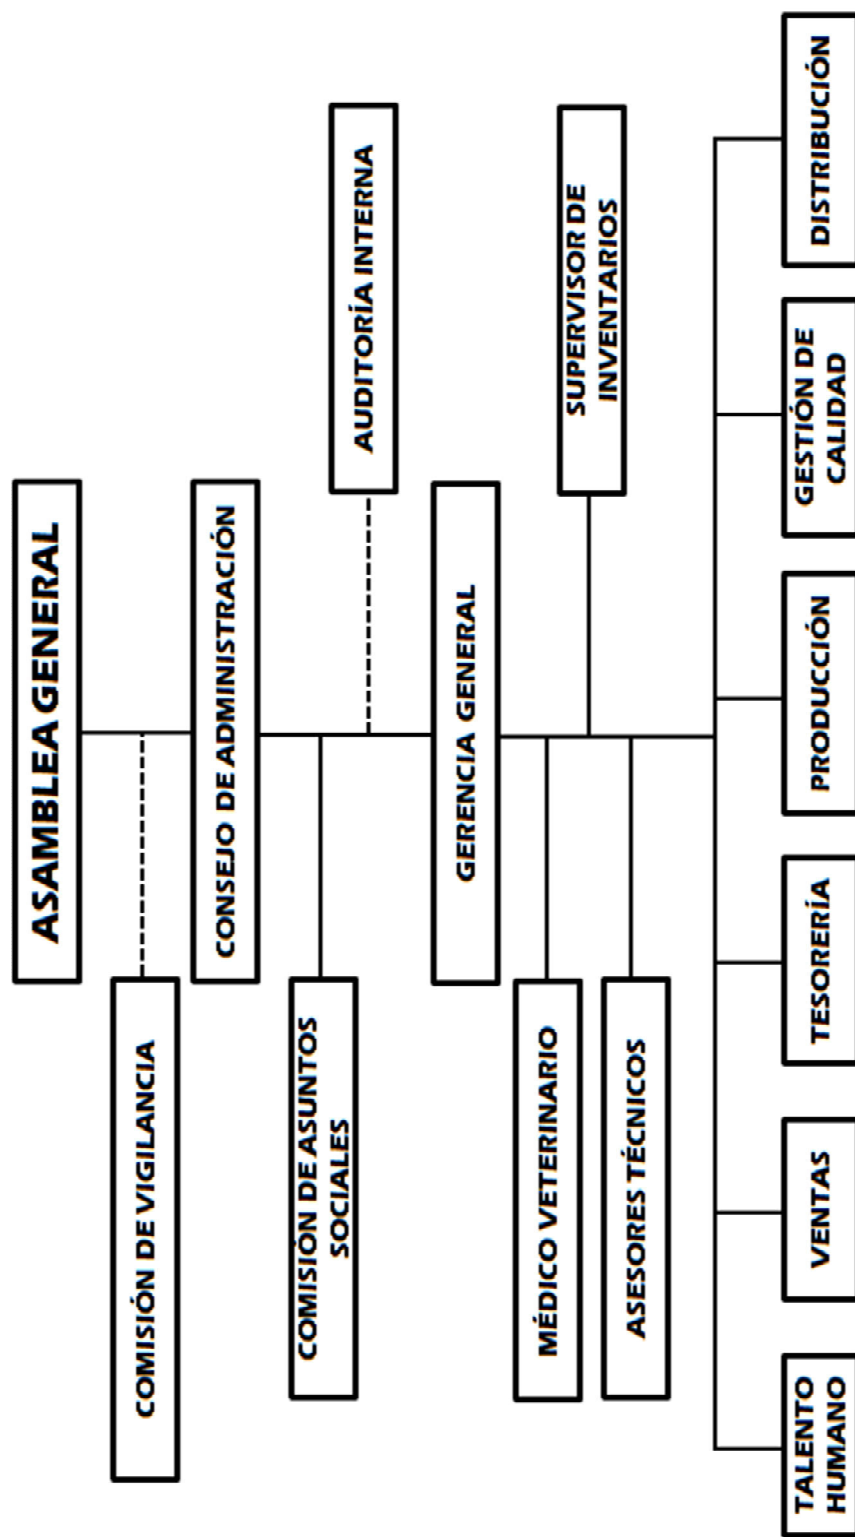 ASAMBLEA GENERAL
COMISIÓN DE VIGILANCIA
CONSEJO DE ADMINISTRACIÓN
COMISIÓN DE ASUNTOS
SOCIALES
AUDITORÍA INTERNA
GERENCIA GENERAL
MÉDICO VETERINARIO
SUPERVISOR DE
INVENTARIOS
ASESORES TÉCNICOS
TALENTO
HUMANO
VENTAS
TESORERÍA
PRODUCCIÓN
GESTIÓN DE
CALIDAD
DISTRIBUCIÓN